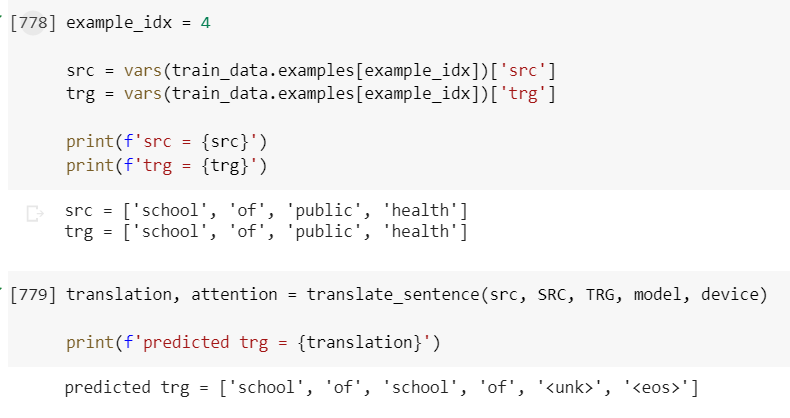 [778] example_idx = 4
src = vars(train_data.examples[example_idx])['src']
trg = vars(train_data.examples[example_idx])['trg']
print(f'src = {src}')
print(f'trg = {trg}')
src = ['school', 'of', 'public', 'health']
trg = ['school', 'of', 'public', 'health']
[779] translation, attention = translate_sentence(src, SRC, TRG, model, device)
print(f'predicted trg = {translation}')
predicted trg = ['school', 'of', 'school', 'of', '<unk>', '<eos>']